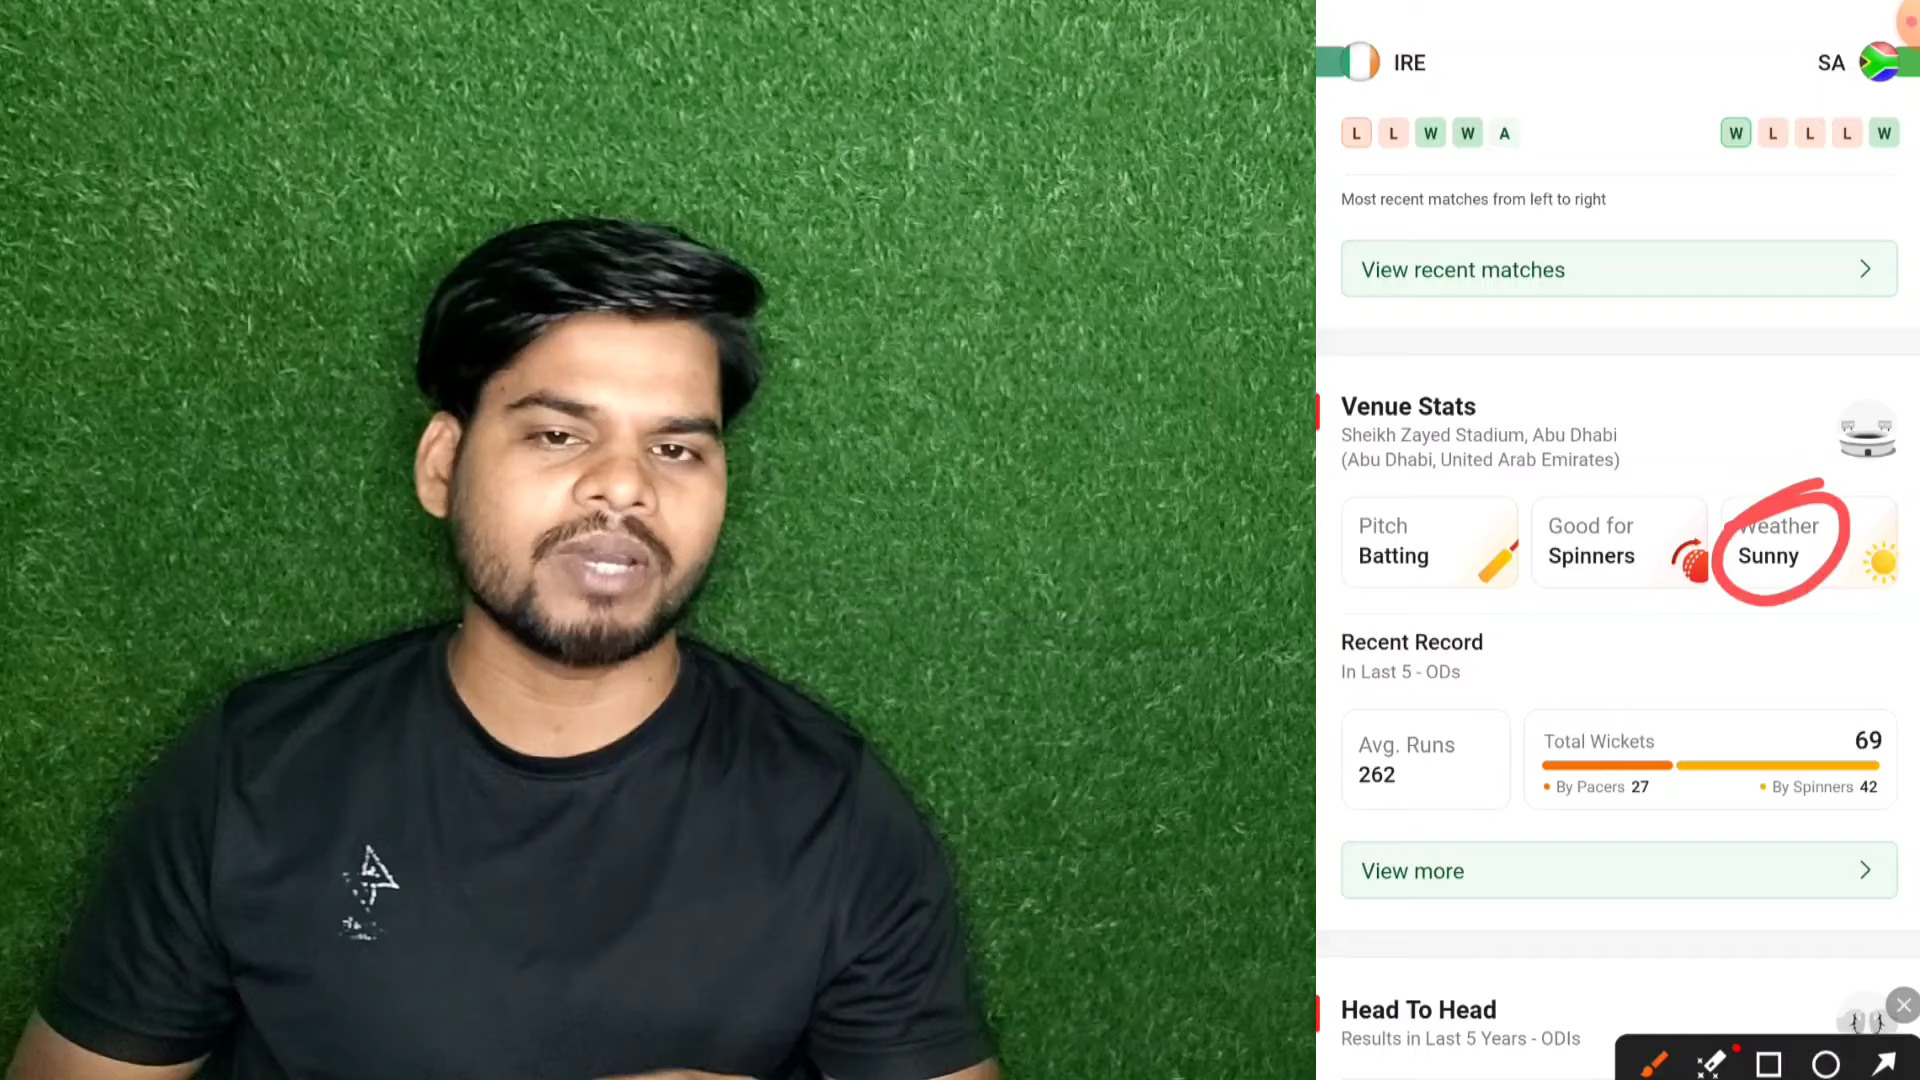 IRE
SA
L L W W A
W L L L W
Most recent matches from left to right
View recent matches
Venue Stats
Sheikh Zayed Stadium, Abu Dhabi
(Abu Dhabi, United Arab Emirates)
Pitch
Batting
Good for
Spinners
Weather
Sunny
Recent Record
In Last 5 - ODs
Avg. Runs
262
Total Wickets 69
By Pacers 27
By Spinners 42
View more
Head To Head
Results in Last 5 Years - ODIs